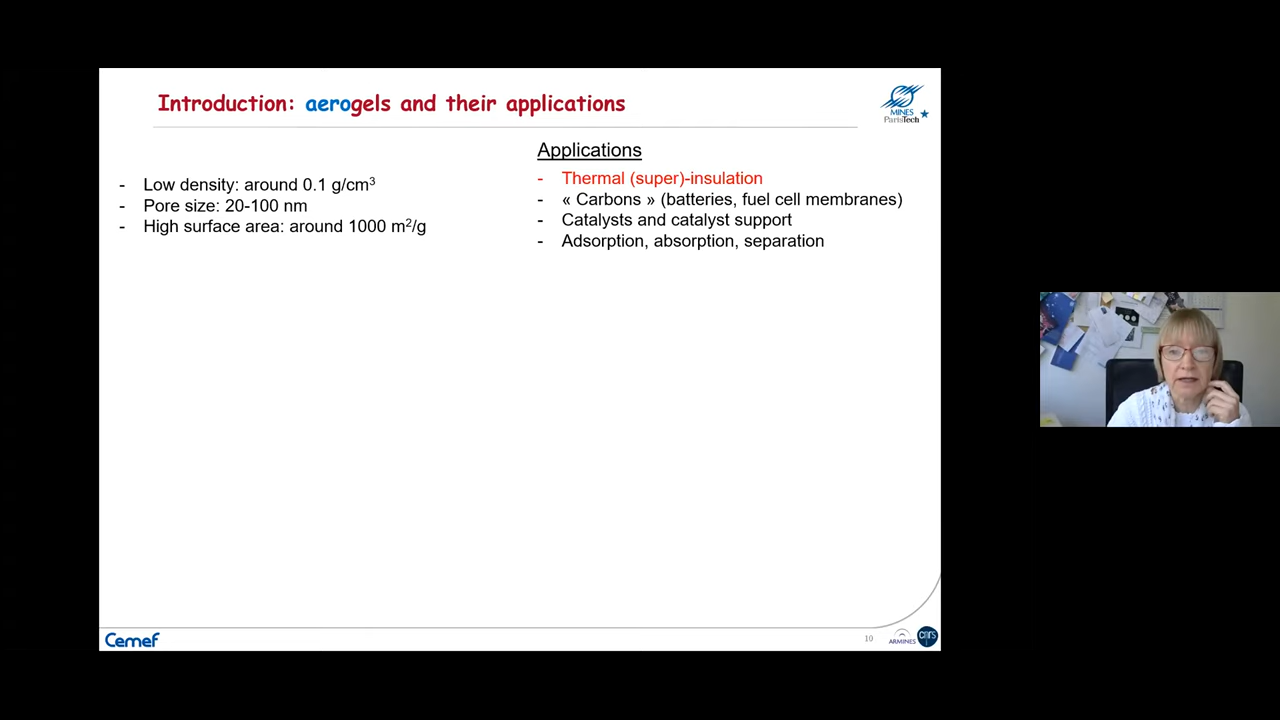 Introduction: aerogels and their applications
MINES
ParisTech
- Low density: around 0.1 g/cm³
- Pore size: 20-100 nm
- High surface area: around 1000 m²/g
Applications
- Thermal (super)-insulation
- « Carbons » (batteries, fuel cell membranes)
- Catalysts and catalyst support
- Adsorption, absorption, separation
Cemef
10
ARMINES
cnrs